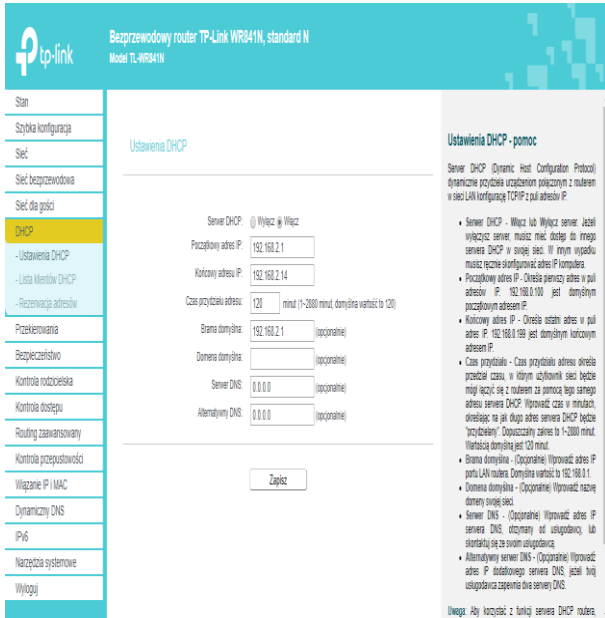 tp-link
Bezprzewodowy router TP-Link WR841N, standard N
Model TL-WR841N
Stan
Szybka konfiguracja
Sieć
Sieć bezprzewodowa
Sieć dla gości
DHCP
- Ustawienia DHCP
- Lista klientów DHCP
- Rezerwacja adresów
Przekierowania
Bezpieczeństwo
Kontrola rodzicielska
Kontrola dostępu
Routing zaawansowany
Kontrola przepustowości
Wiązanie IP i MAC
Dynamiczny DNS
IPv6
Narzędzia systemowe
Wyloguj
Ustawienia DHCP
Serwer DHCP: Wyłącz Włącz
Początkowy adres IP: 192.168.2.1
Końcowy adresu IP: 192.168.2.14
Czas przydziału adresu: 120 minut (1~2880 minut, domyślna wartość to 120)
Brama domyślna: 192.168.2.1 (opcjonalne)
Domena domyślna: (opcjonalne)
Serwer DNS: 0.0.0.0 (opcjonalne)
Alternatywny DNS: 0.0.0.0 (opcjonalne)
Zapisz
Ustawienia DHCP - pomoc
Serwer DHCP (Dynamic Host Configuration Protocol)
dynamicznie przydziela urządzeniom połączonym z routerem
w sieci LAN konfigurację TCP/IP z puli adresów IP.
• Serwer DHCP - Włącz lub Wyłącz serwer. Jeżeli
wyłączysz serwer, musisz mieć dostęp do innego
serwera DHCP w swojej sieci. W innym wypadku
musisz ręcznie skonfigurować adres IP komputera.
• Początkowy adres IP - Określa pierwszy adres w puli
adresów IP. 192.168.0.100 jest domyślnym
początkowym adresem IP.
• Końcowy adres IP - Określa ostatni adres w puli
adres IP. 192.168.0.199 jest domyślnym końcowym
adresem IP.
• Czas przydziału - Czas przydziału adresu określa
przedział czasu, w którym użytkownik sieci będzie
mógł łączyć się z routerem za pomocą tego samego
adresu serwera DHCP. Wprowadź czas w minutach,
określając na jak długo adres serwera DHCP będzie
"przydzielany". Dopuszczalny zakres to 1~2880 minut.
Wartością domyślną jest 120 minut.
• Brama domyślna - (Opcjonalnie) Wprowadź adres IP
portu LAN routera. Domyślna wartość to 192.168.0.1.
• Domena domyślna - (Opcjonalnie) Wprowadź nazwę
domeny swojej sieci.
• Serwer DNS - (Opcjonalnie) Wprowadź adres IP
serwera DNS, otrzymany od usługodawcy, lub
skontaktuj się ze swoim usługodawcą.
• Alternatywny serwer DNS - (Opcjonalnie) Wprowadź
adres IP dodatkowego serwera DNS, jeżeli twój
usługodawca zapewnia dwa serwery DNS.
Uwaga: Aby korzystać z funkcji serwera DHCP routera,